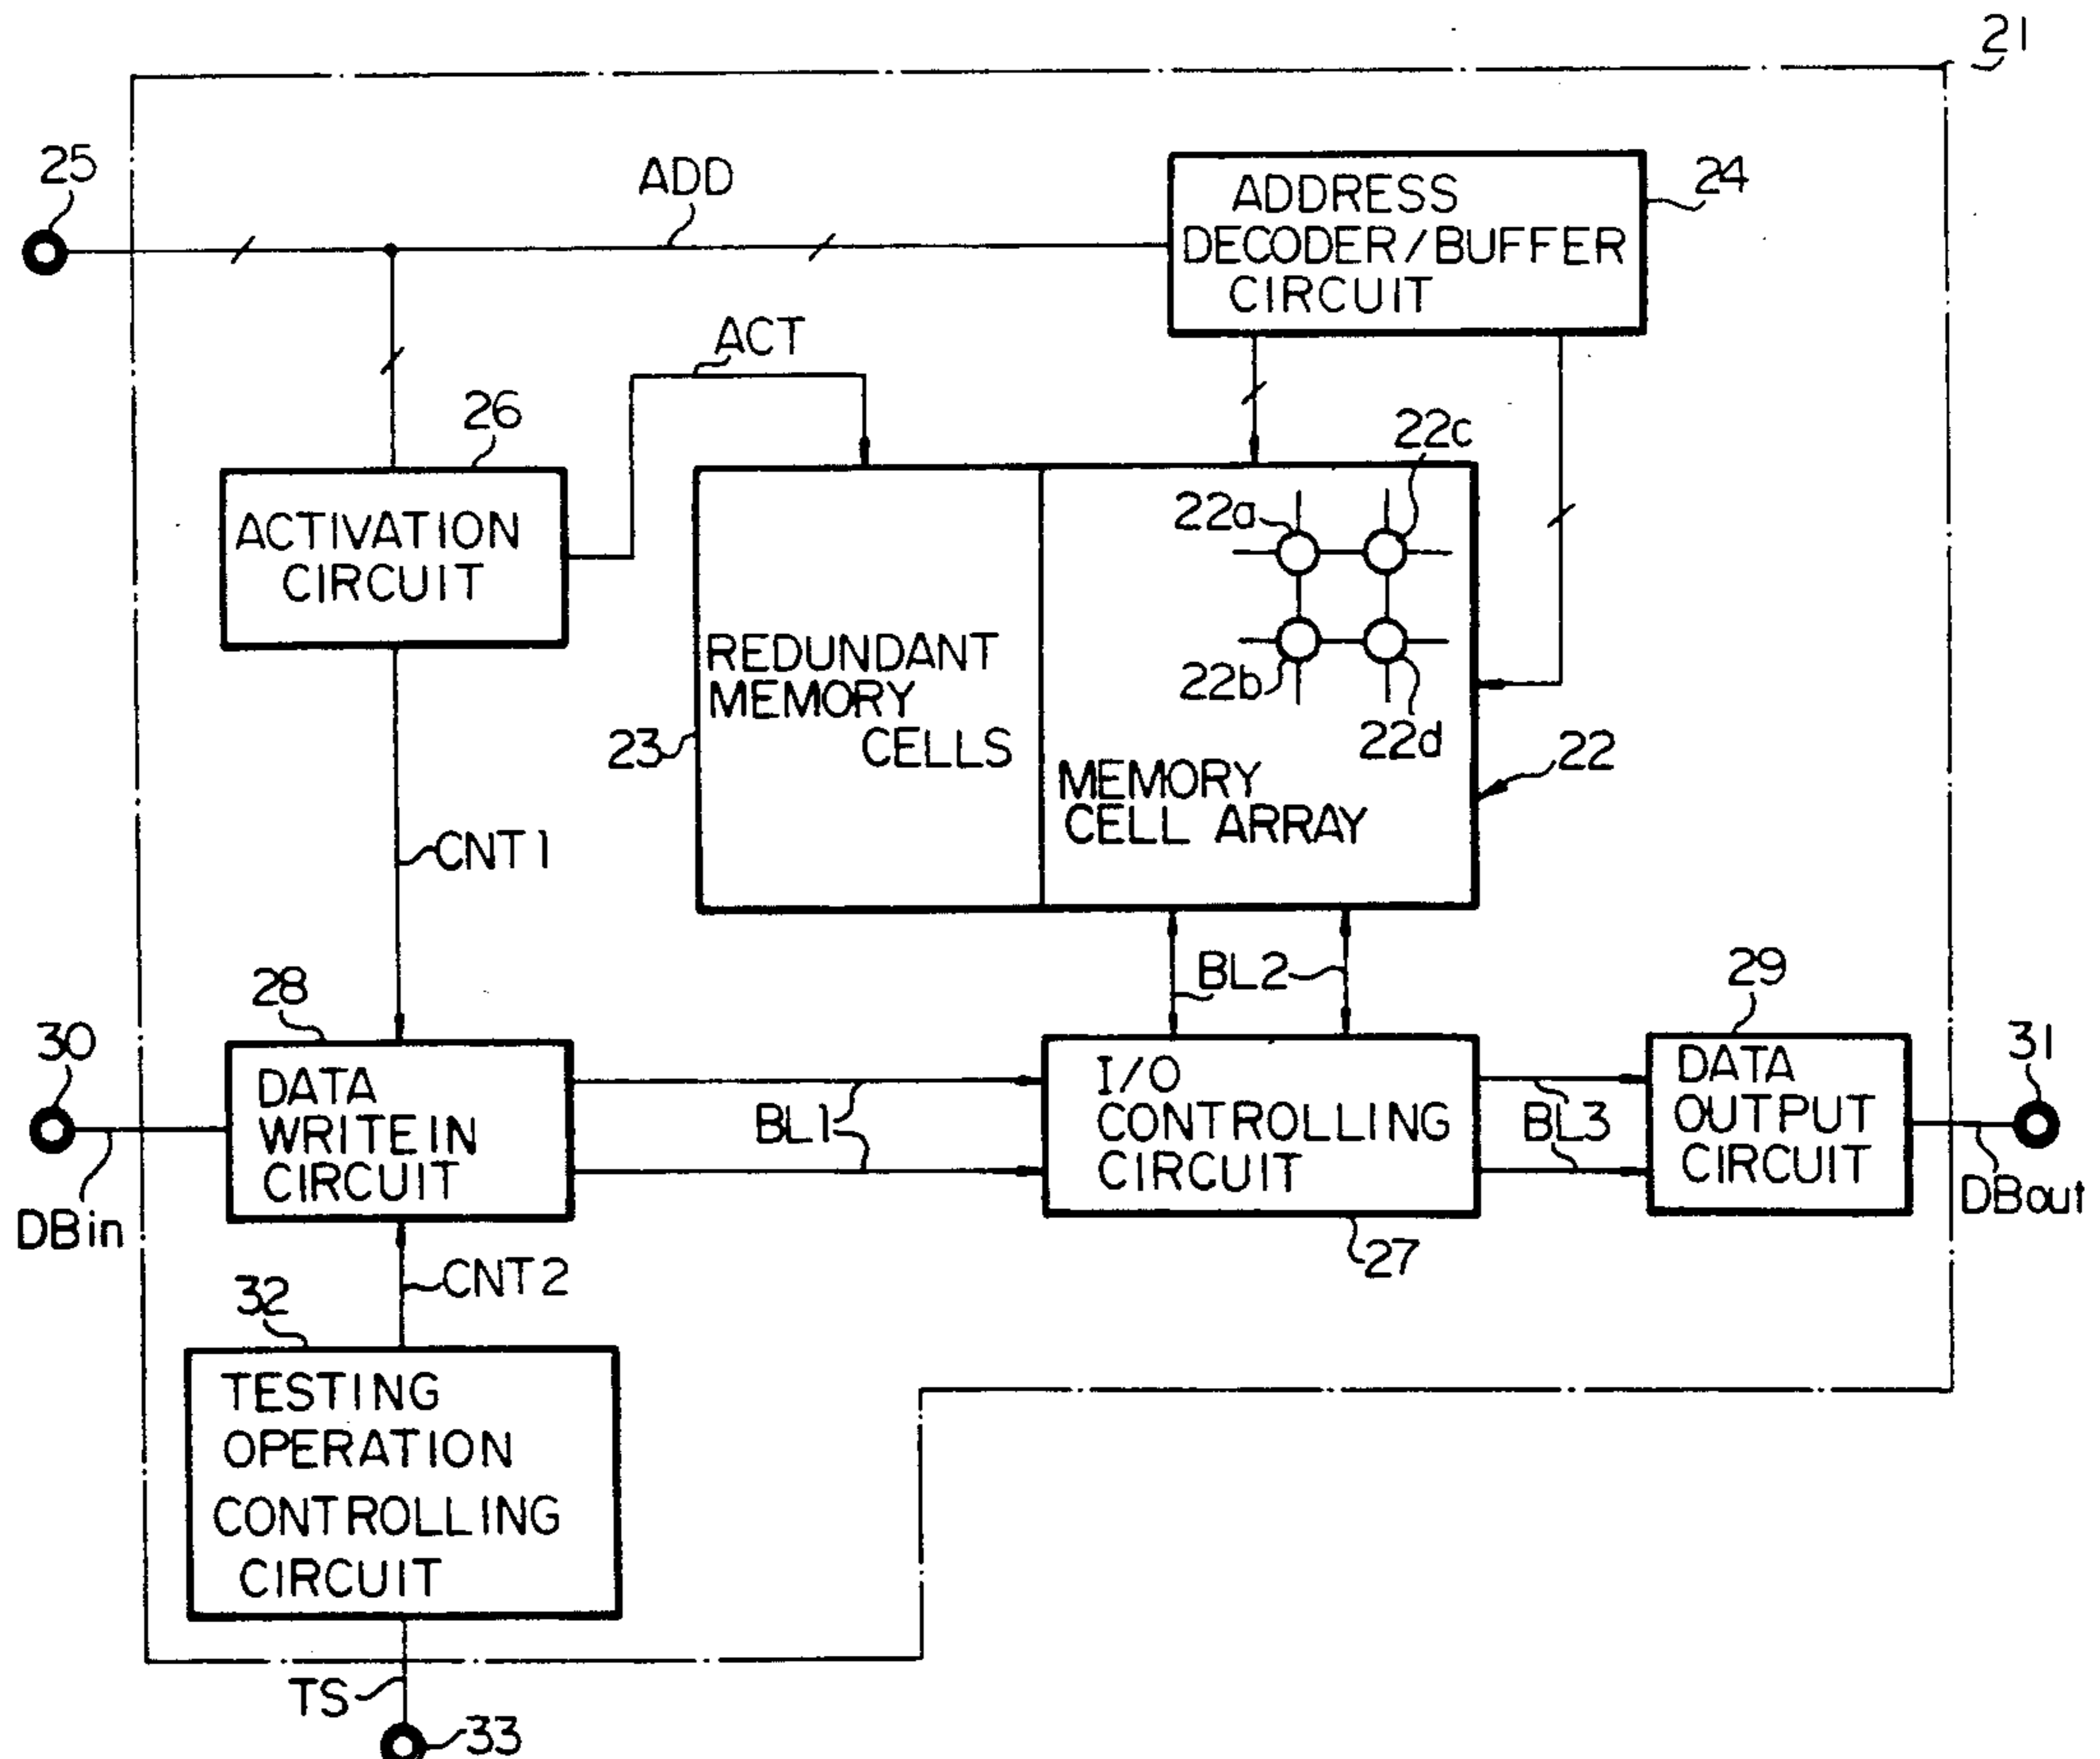 21
25
ADD
ADDRESS
DECODER/BUFFER
CIRCUIT
24
ACT
26
ACTIVATION
CIRCUIT
22c
22a
22b
22d
REDUNDANT
MEMORY
CELLS
23
MEMORY
CELL ARRAY
22
CNT1
BL2
28
29
30
31
DATA
WRITEIN
CIRCUIT
BL1
I/O
CONTROLLING
CIRCUIT
BL3
DATA
OUTPUT
CIRCUIT
DBin
DBout
27
CNT2
32
TESTING
OPERATION
CONTROLLING
CIRCUIT
TS
33